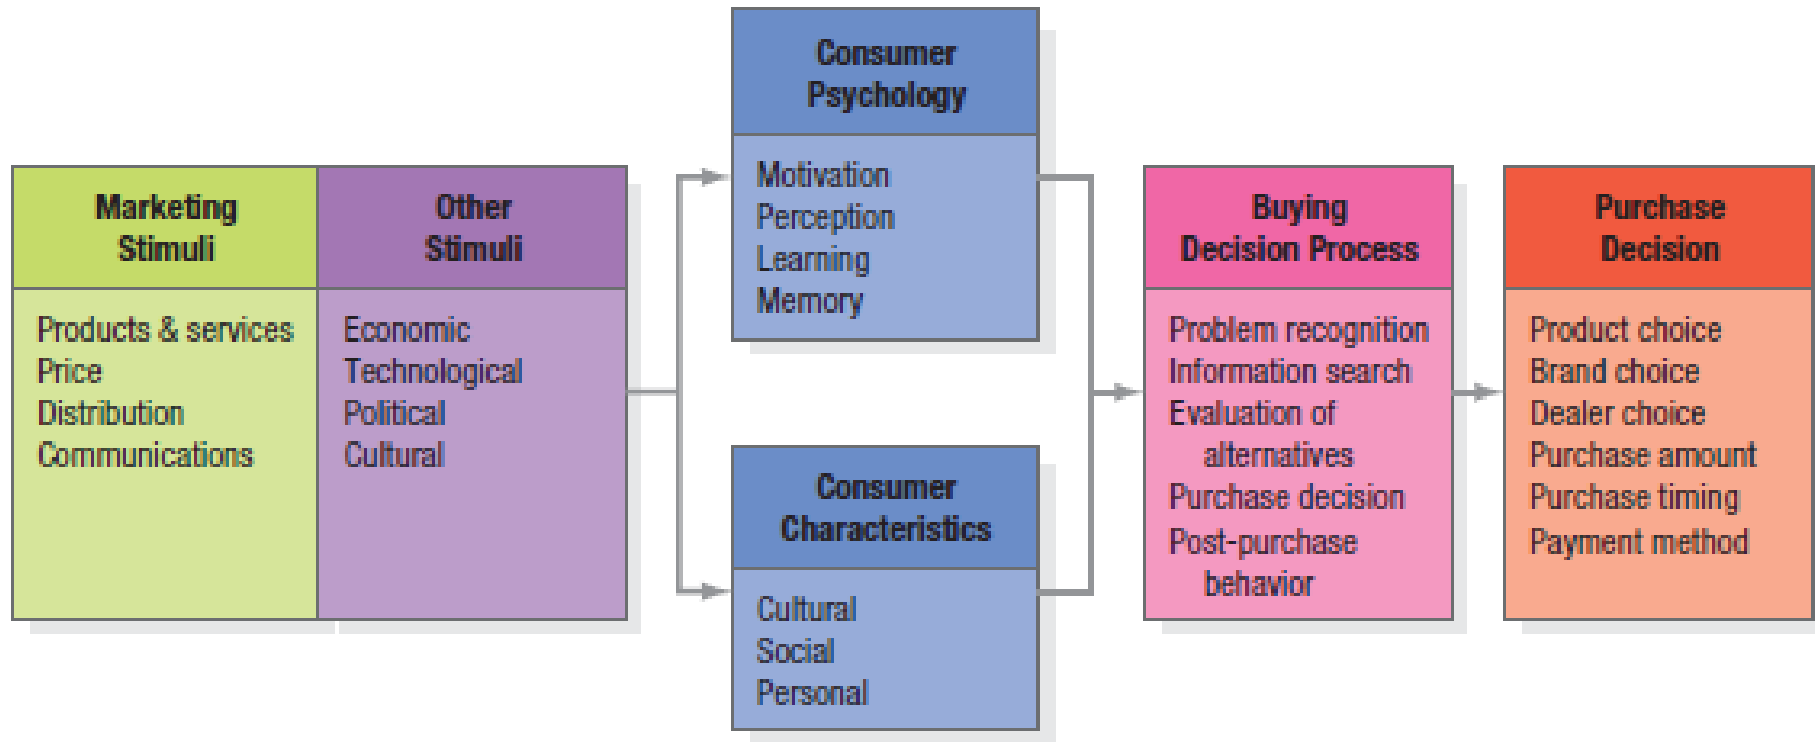 Marketing
Stimuli
Products & services
Price
Distribution
Communications
Other
Stimuli
Economic
Technological
Political
Cultural
Consumer
Psychology
Motivation
Perception
Learning
Memory
Consumer
Characteristics
Cultural
Social
Personal
Buying
Decision Process
Problem recognition
Information search
Evaluation of
alternatives
Purchase decision
Post-purchase
behavior
Purchase
Decision
Product choice
Brand choice
Dealer choice
Purchase amount
Purchase timing
Payment method